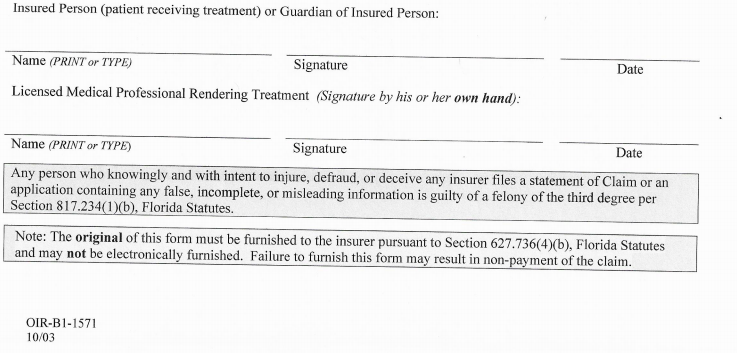 Insured Person (patient receiving treatment) or Guardian of Insured Person:
Name (PRINT or TYPE) Signature Date
Licensed Medical Professional Rendering Treatment (Signature by his or her own hand):
Name (PRINT or TYPE) Signature Date
Any person who knowingly and with intent to injure, defraud, or deceive any insurer files a statement of Claim or an
application containing any false, incomplete, or misleading information is guilty of a felony of the third degree per
Section 817.234(1)(b), Florida Statutes.
Note: The original of this form must be furnished to the insurer pursuant to Section 627.736(4)(b), Florida Statutes
and may not be electronically furnished. Failure to furnish this form may result in non-payment of the claim.
OIR-B1-1571
10/03